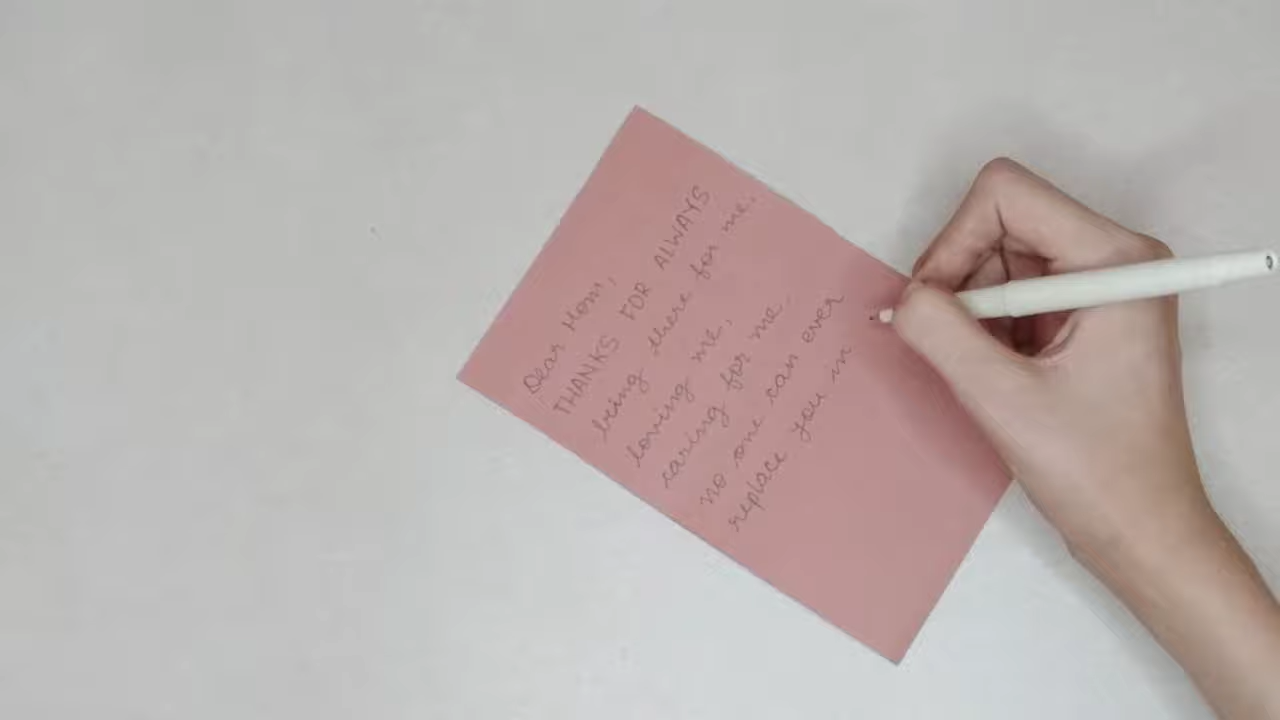 Dear Mom,
THANKS FOR ALWAYS
being there for me,
loving me,
caring for me,
no one can ever
replace you in